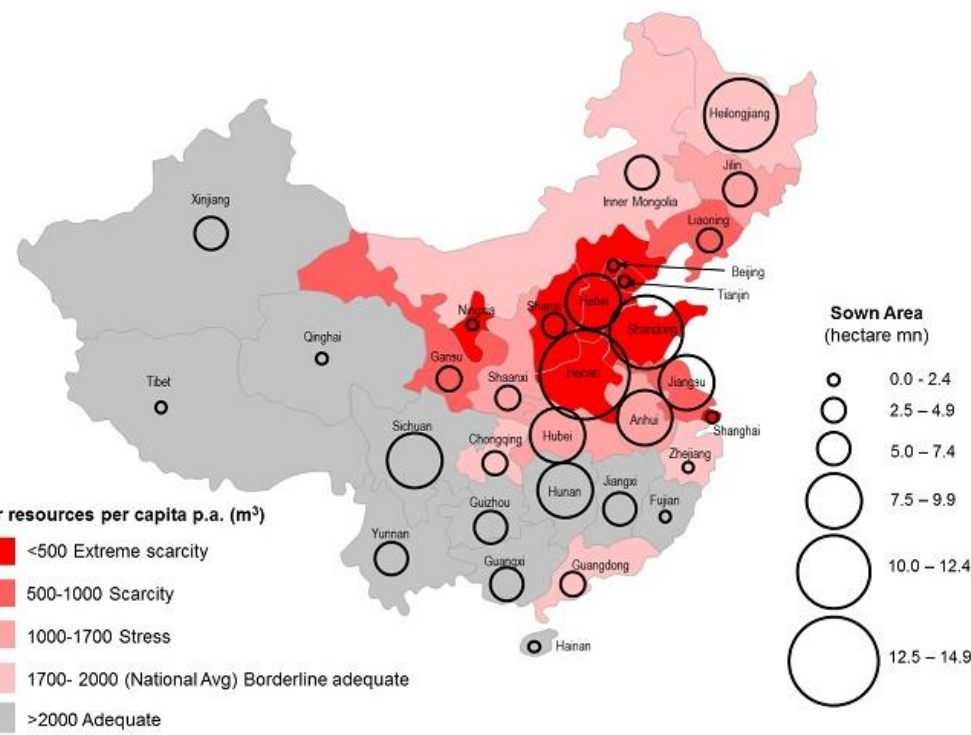 Heilongjiang
Jilin
Inner Mongolia
Liaoning
Xinjiang
Beijing
Tianjin
Hebei
Ningxia
Shanxi
Shandong
Qinghai
Gansu
Henan
Tibet
Shaanxi
Jiangsu
Anhui
Shanghai
Sichuan
Chongqing
Hubei
Zhejiang
Hunan
Jiangxi
Guizhou
Fujian
Yunnan
Guangxi
Guangdong
Hainan
Sown Area
(hectare mn)
0.0 - 2.4
2.5 – 4.9
5.0 - 7.4
7.5 – 9.9
10.0 – 12.4
12.5 – 14.9
r resources per capita p.a. (m³)
<500 Extreme scarcity
500-1000 Scarcity
1000-1700 Stress
1700- 2000 (National Avg) Borderline adequate
>2000 Adequate